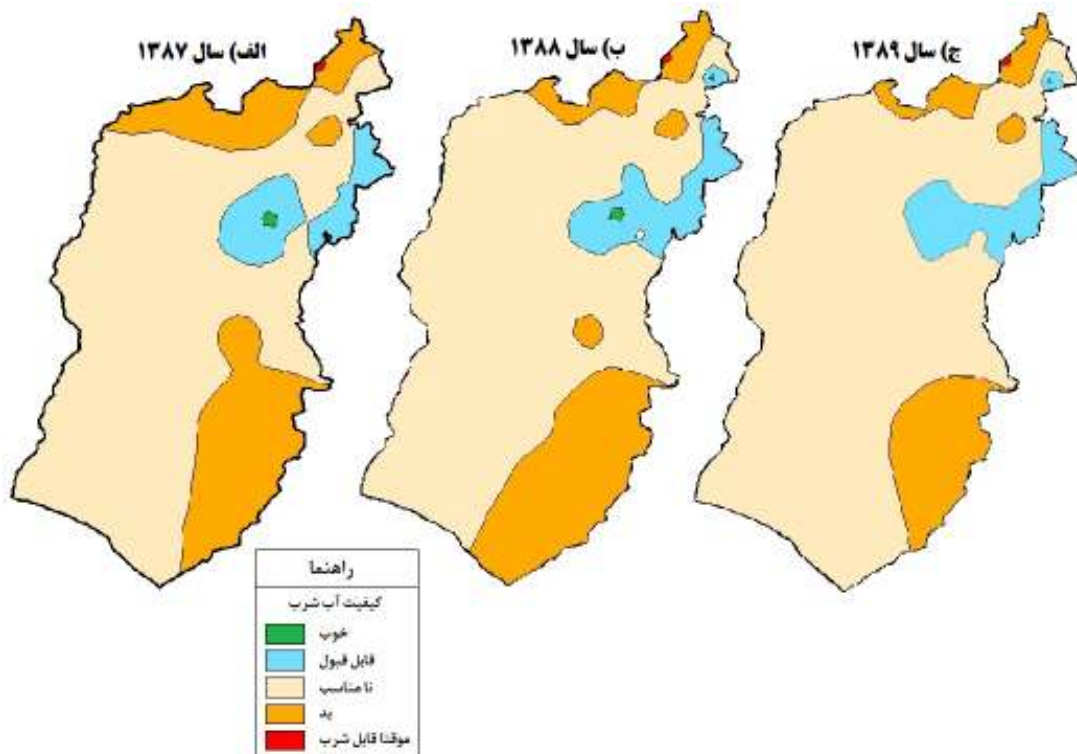 الف) سال ۱۳۸۷
ب) سال ۱۳۸۸
ج) سال ۱۳۸۹
راهنما
کیفیت آب شرب
خوب
قابل قبول
نا مناسب
بد
موقتا قابل شرب